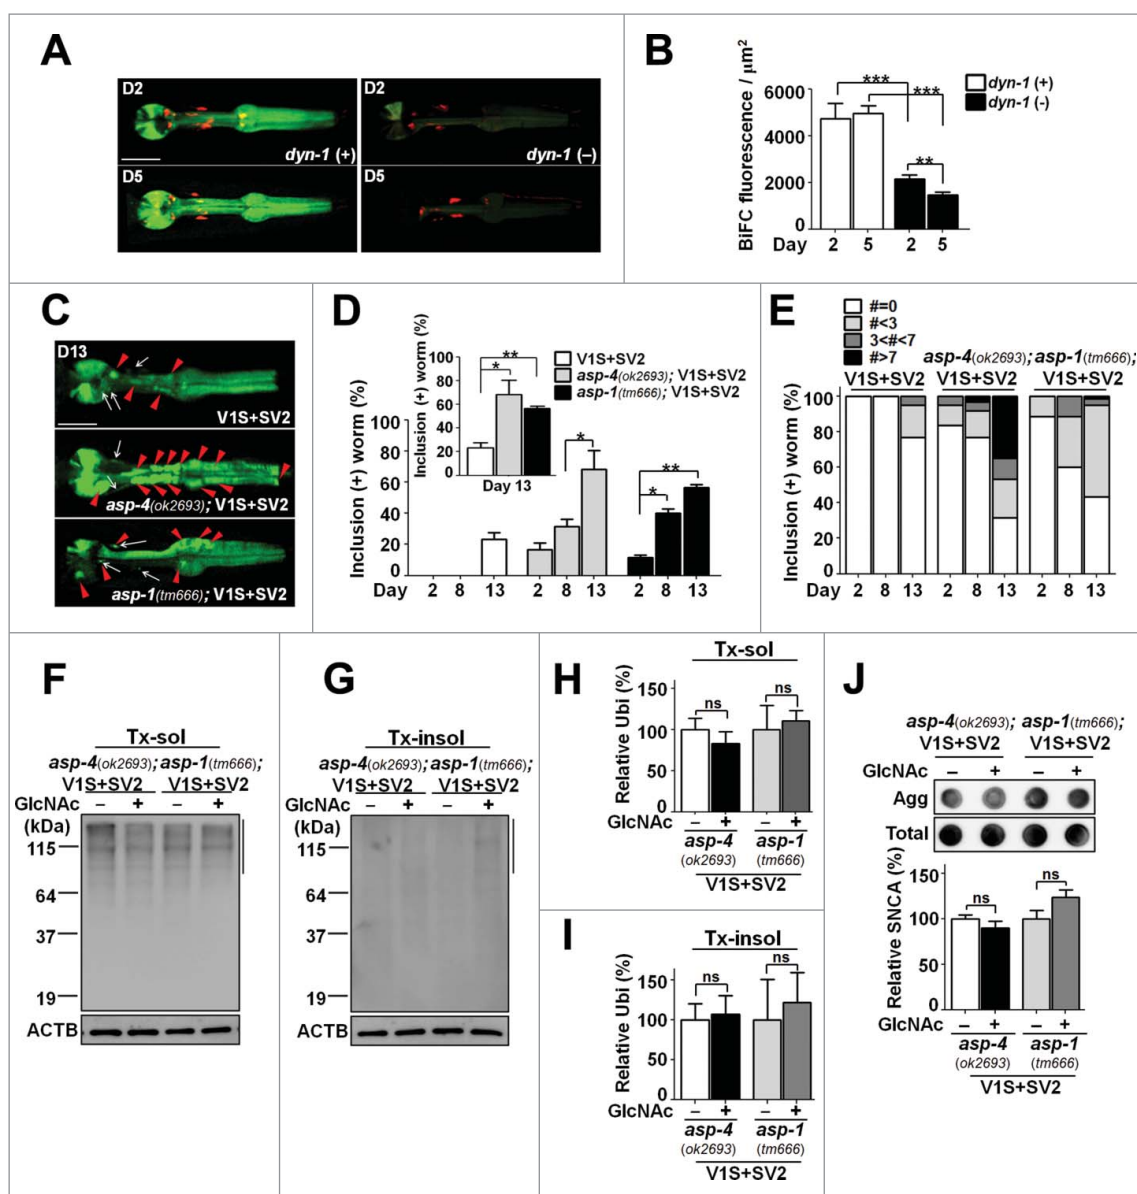 A
D2
dyn-1 (+)
D2
dyn-1 (–)
D5
D5
B
BiFC fluorescence / μm²
6000
4000
2000
0
***
***
**
dyn-1 (+)
dyn-1 (-)
Day 2 5 2 5
C
D13
V1S+SV2
asp-4(ok2693); V1S+SV2
asp-1(tm666); V1S+SV2
D
Inclusion (+) worm (%)
100
80
60
40
20
0
Inclusion (+) worm (%)
100
80
60
40
20
0
**
*
Day 13
V1S+SV2
asp-4(ok2693); V1S+SV2
asp-1(tm666); V1S+SV2
*
**
*
Day 2 8 13 2 8 13 2 8 13
E
#=0
#<3
3<#<7
#>7
asp-4(ok2693); asp-1(tm666);
V1S+SV2 V1S+SV2 V1S+SV2
Inclusion (+) worm (%)
100
80
60
40
20
0
Day 2 8 13 2 8 13 2 8 13
F
Tx-sol
asp-4(ok2693); asp-1(tm666);
V1S+SV2 V1S+SV2
GlcNAc – + – +
(kDa)
115
64
37
19
ACTB
G
Tx-insol
asp-4(ok2693); asp-1(tm666);
V1S+SV2 V1S+SV2
GlcNAc – + – +
(kDa)
115
64
37
19
ACTB
H
Tx-sol
Relative Ubi (%)
150
100
50
0
ns
ns
– + – +
GlcNAc
asp-4 asp-1
(ok2693) (tm666)
V1S+SV2
I
Tx-insol
Relative Ubi (%)
150
100
50
0
ns
ns
GlcNAc – + – +
asp-4 asp-1
(ok2693) (tm666)
V1S+SV2
J
asp-4(ok2693); asp-1(tm666);
V1S+SV2 V1S+SV2
GlcNAc – + – +
Agg
Total
Relative SNCA (%)
150
100
50
0
ns
ns
GlcNAc – + – +
asp-4 asp-1
(ok2693) (tm666)
V1S+SV2